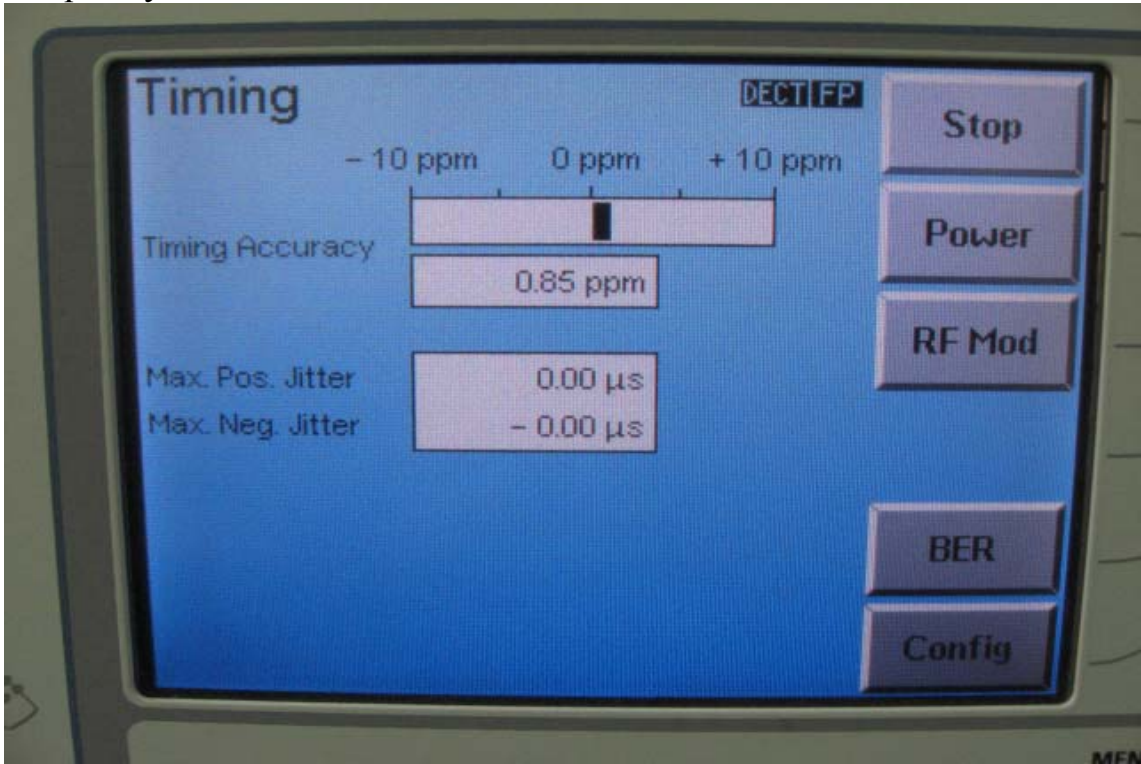 Timing
DECT FP
Stop
– 10 ppm 0 ppm + 10 ppm
Power
Timing Accuracy
0.85 ppm
RF Mod
Max. Pos. Jitter 0.00 µs
Max. Neg. Jitter – 0.00 µs
BER
Config